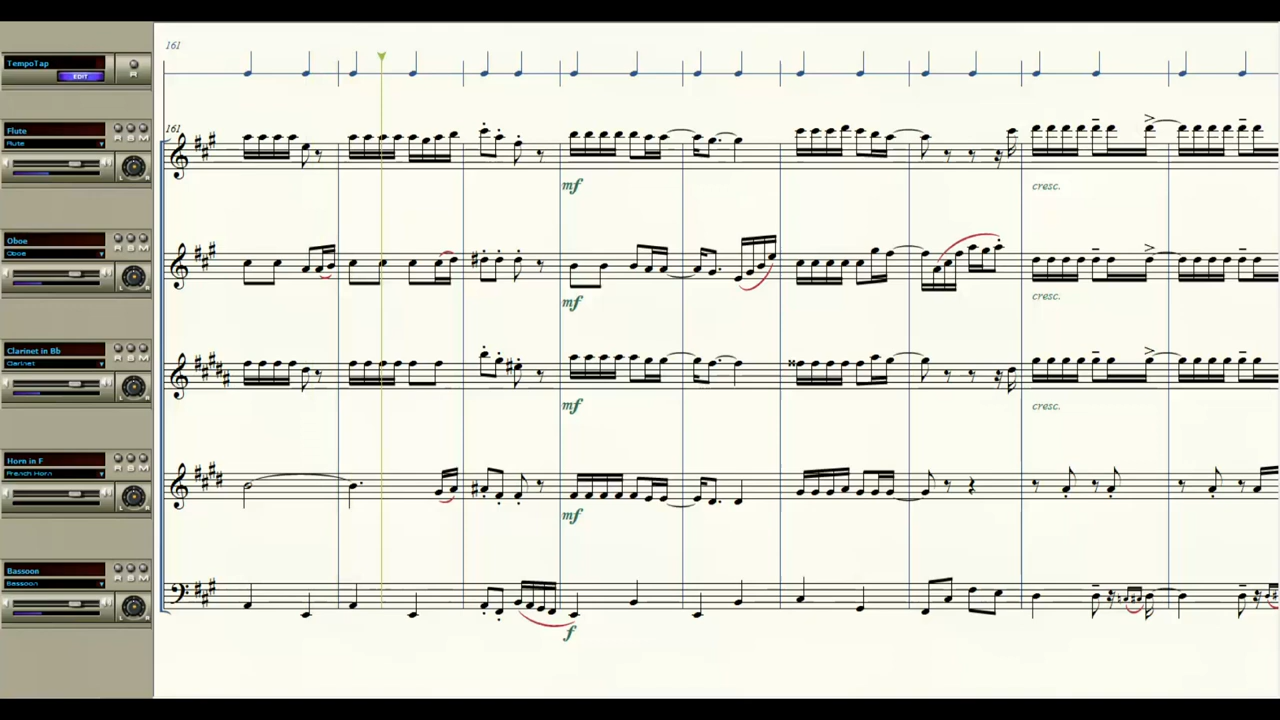 161
TempoTap
EDIT
R
161
Flute
Flute
R S M
L R
mf
cresc.
Oboe
Oboe
R S M
L R
mf
cresc.
Clarinet in Bb
Clarinet
R S M
L R
mf
cresc.
Horn in F
French Horn
R S M
L R
mf
Bassoon
Bassoon
R S M
L R
f